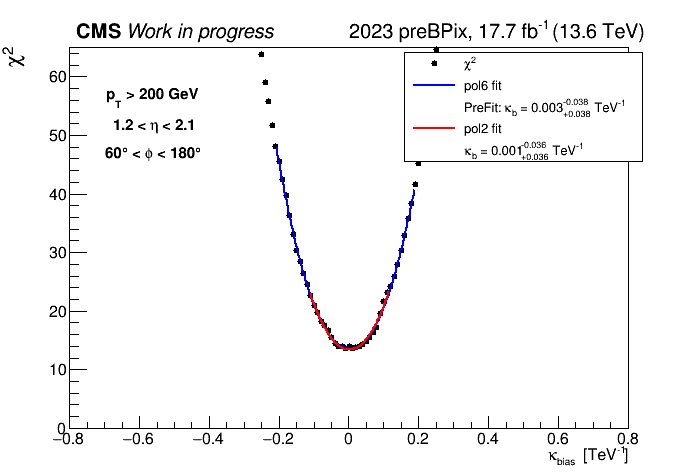 CMS Work in progress 2023 preBPix, 17.7 fb⁻¹ (13.6 TeV)
χ²
p_T > 200 GeV
1.2 < η < 2.1
60° < ϕ < 180°
χ²
pol6 fit
PreFit: κ_b = 0.003^{-0.038}_{+0.038} TeV⁻¹
pol2 fit
κ_b = 0.001^{-0.036}_{+0.036} TeV⁻¹
60
50
40
30
20
10
0
−0.8 −0.6 −0.4 −0.2 0 0.2 0.4 0.6 0.8
κ_bias [TeV⁻¹]